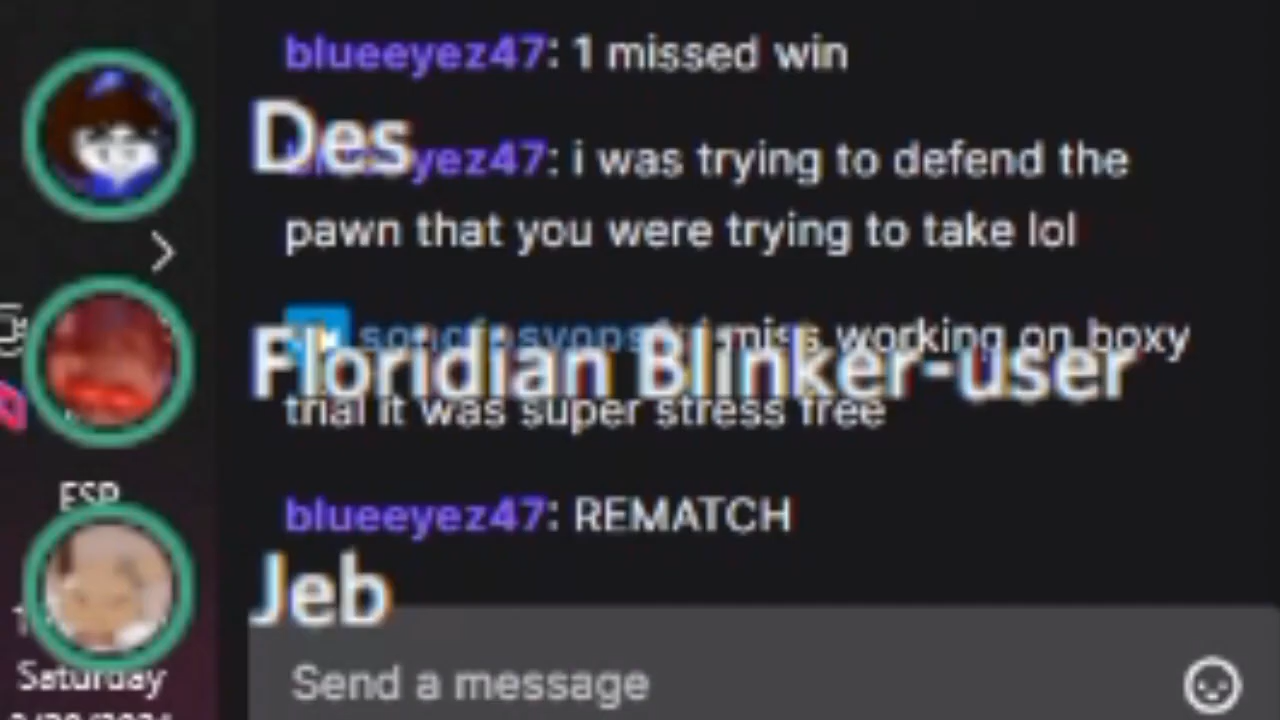 blueeyez47: 1 missed win
Des
yez47: i was trying to defend the
pawn that you were trying to take lol
miss working on boxy
Floridian Blinker-user
trial it was super stress free
ESP
blueeyez47: REMATCH
Jeb
Send a message
Saturday